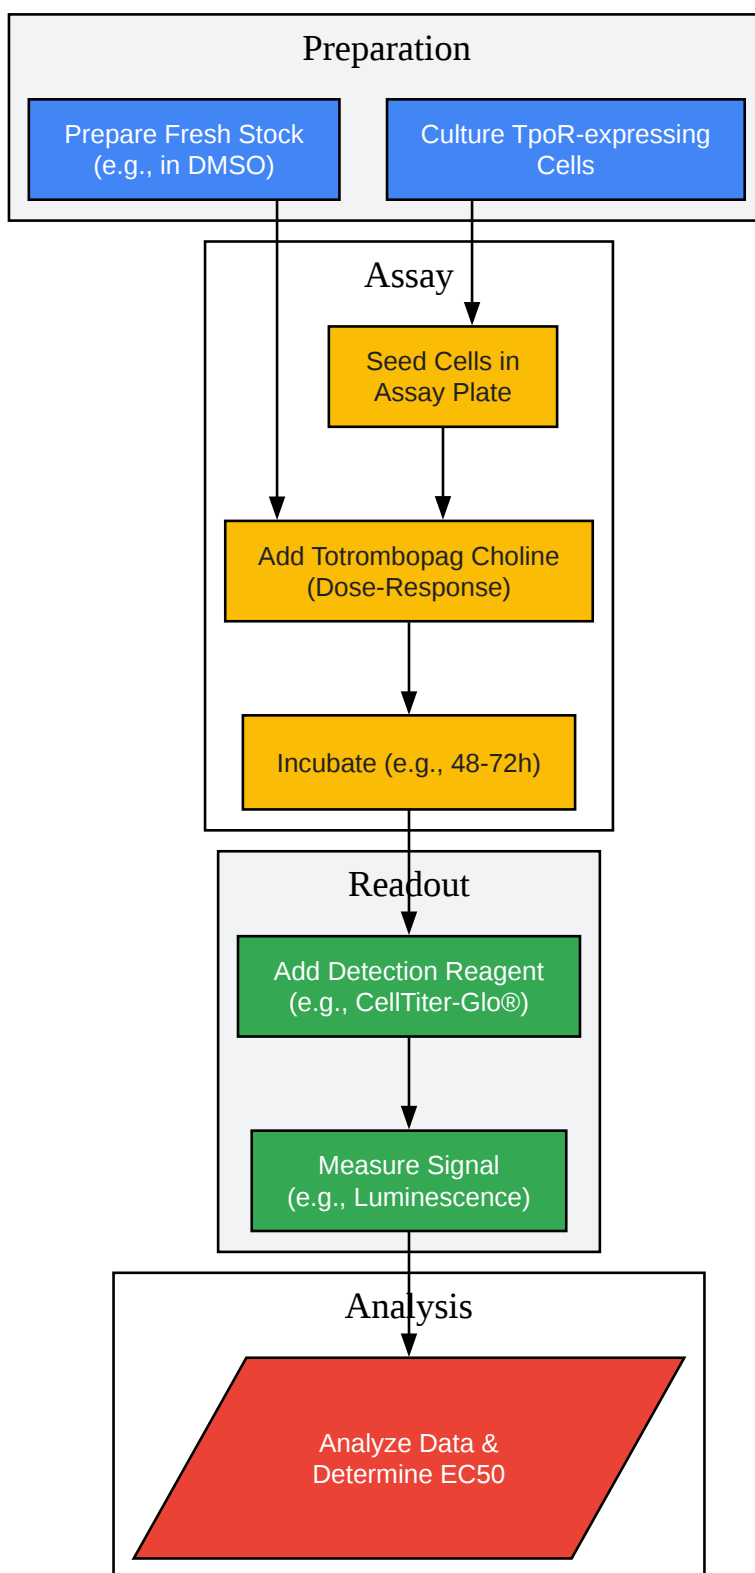 Preparation
Prepare Fresh Stock
(e.g., in DMSO)
Culture TpoR-expressing
Cells
Assay
Seed Cells in
Assay Plate
Add Totrombopag Choline
(Dose-Response)
Incubate (e.g., 48-72h)
Readout
Add Detection Reagent
(e.g., CellTiter-Glo®)
Measure Signal
(e.g., Luminescence)
Analysis
Analyze Data &
Determine EC50